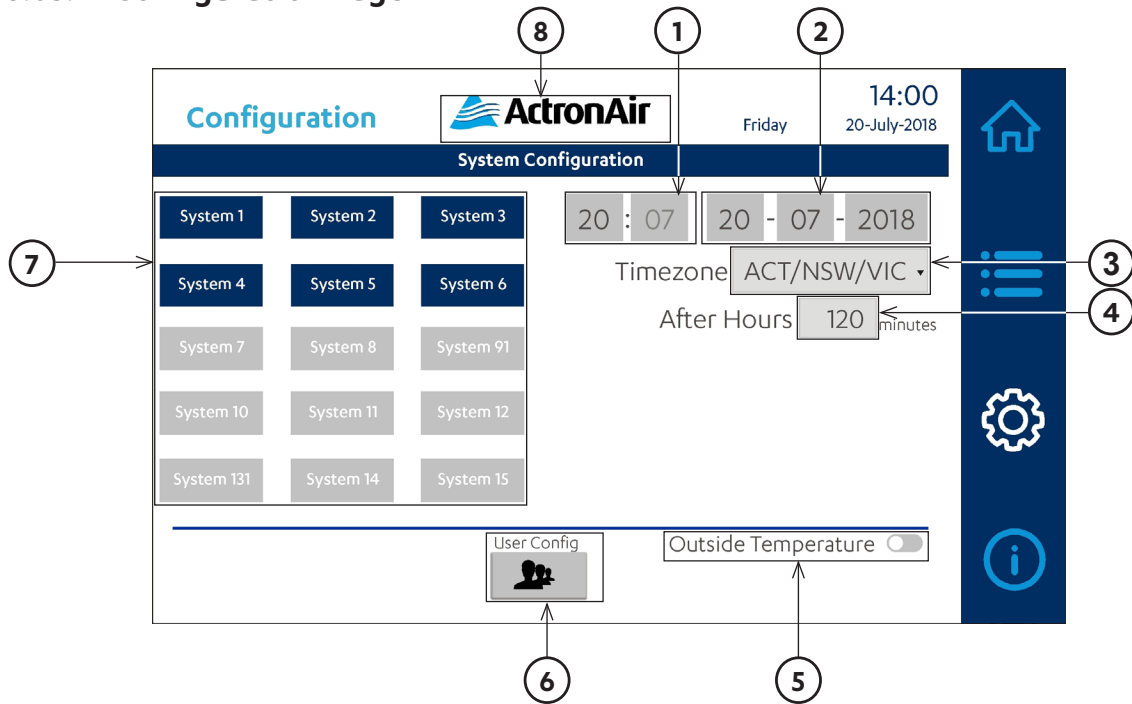 8
1
2
Configuration
ActronAir
Friday
14:00
20-July-2018
System Configuration
System 1
System 2
System 3
20 : 07
20 - 07 - 2018
7
Timezone ACT/NSW/VIC
3
System 4
System 5
System 6
After Hours 120 minutes
4
System 7
System 8
System 91
System 10
System 11
System 12
System 131
System 14
System 15
User Config
Outside Temperature
i
6
5